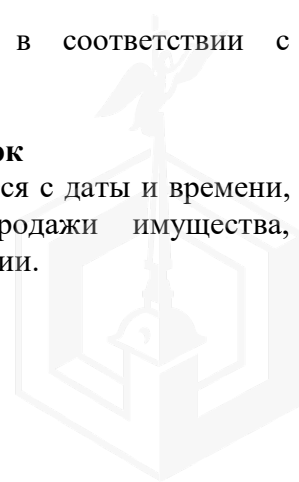 в соответствии с
ок
ся с даты и времени,
родажи имущества,
ии.